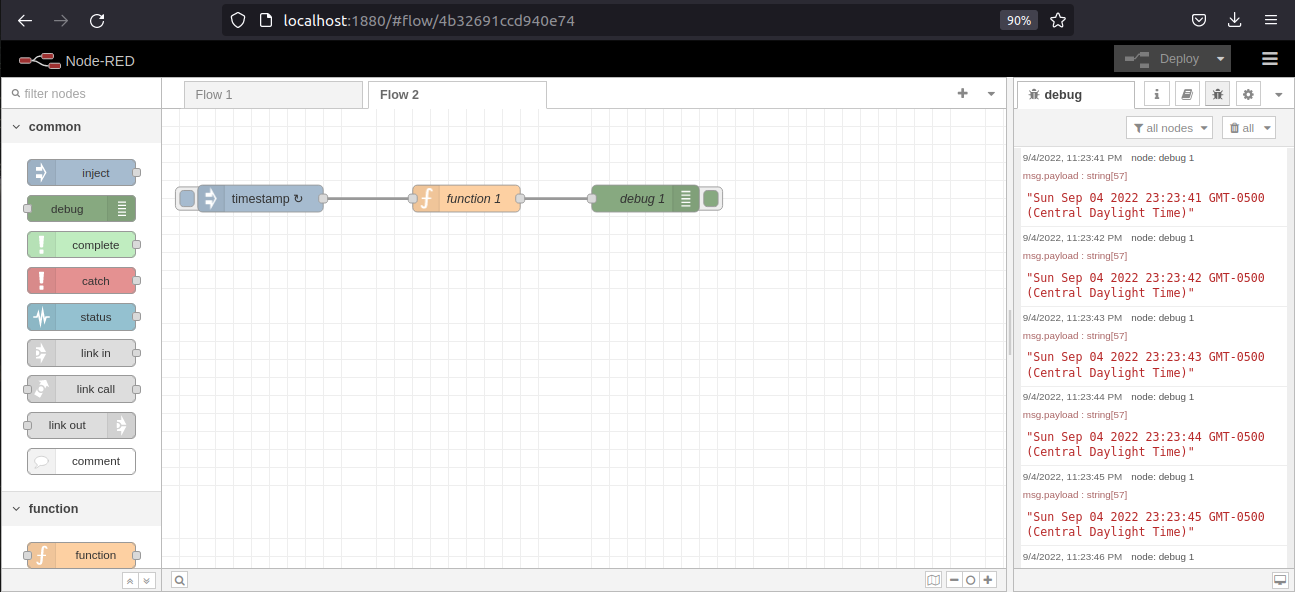 localhost:1880/#flow/4b32691ccd940e74
90%
Node-RED
Deploy
filter nodes
Flow 1
Flow 2
debug
i
common
all nodes
all
inject
debug
complete
catch
status
link in
link call
link out
comment
function
function
timestamp ↻
function 1
debug 1
9/4/2022, 11:23:41 PM node: debug 1
msg.payload : string[57]
"Sun Sep 04 2022 23:23:41 GMT-0500
(Central Daylight Time)"
9/4/2022, 11:23:42 PM node: debug 1
msg.payload : string[57]
"Sun Sep 04 2022 23:23:42 GMT-0500
(Central Daylight Time)"
9/4/2022, 11:23:43 PM node: debug 1
msg.payload : string[57]
"Sun Sep 04 2022 23:23:43 GMT-0500
(Central Daylight Time)"
9/4/2022, 11:23:44 PM node: debug 1
msg.payload : string[57]
"Sun Sep 04 2022 23:23:44 GMT-0500
(Central Daylight Time)"
9/4/2022, 11:23:45 PM node: debug 1
msg.payload : string[57]
"Sun Sep 04 2022 23:23:45 GMT-0500
(Central Daylight Time)"
9/4/2022, 11:23:46 PM node: debug 1